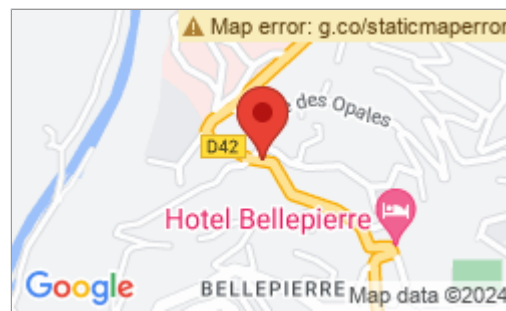 Map error: g.co/staticmaperror
des Opales
D42
Hotel Bellepierre
Google
BELLEPIERRE
Map data ©2024